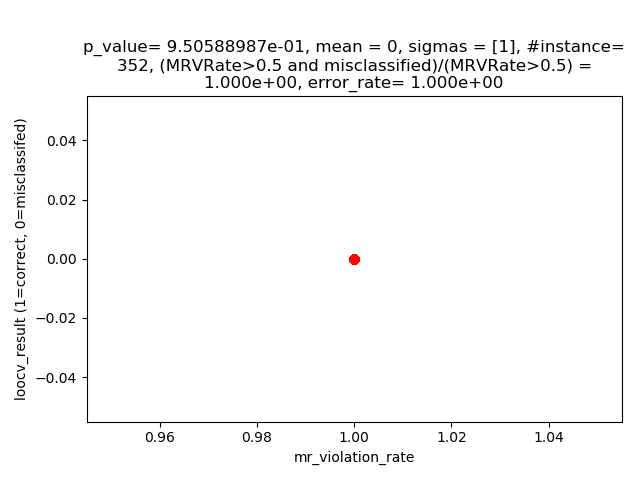 p_value= 9.50588987e-01, mean = 0, sigmas = [1], #instance=
352, (MRVRate>0.5 and misclassified)/(MRVRate>0.5) =
1.000e+00, error_rate= 1.000e+00
loocv_result (1=correct, 0=misclassifed)
0.04
0.02
0.00
−0.02
−0.04
0.96
0.98
1.00
1.02
1.04
mr_violation_rate